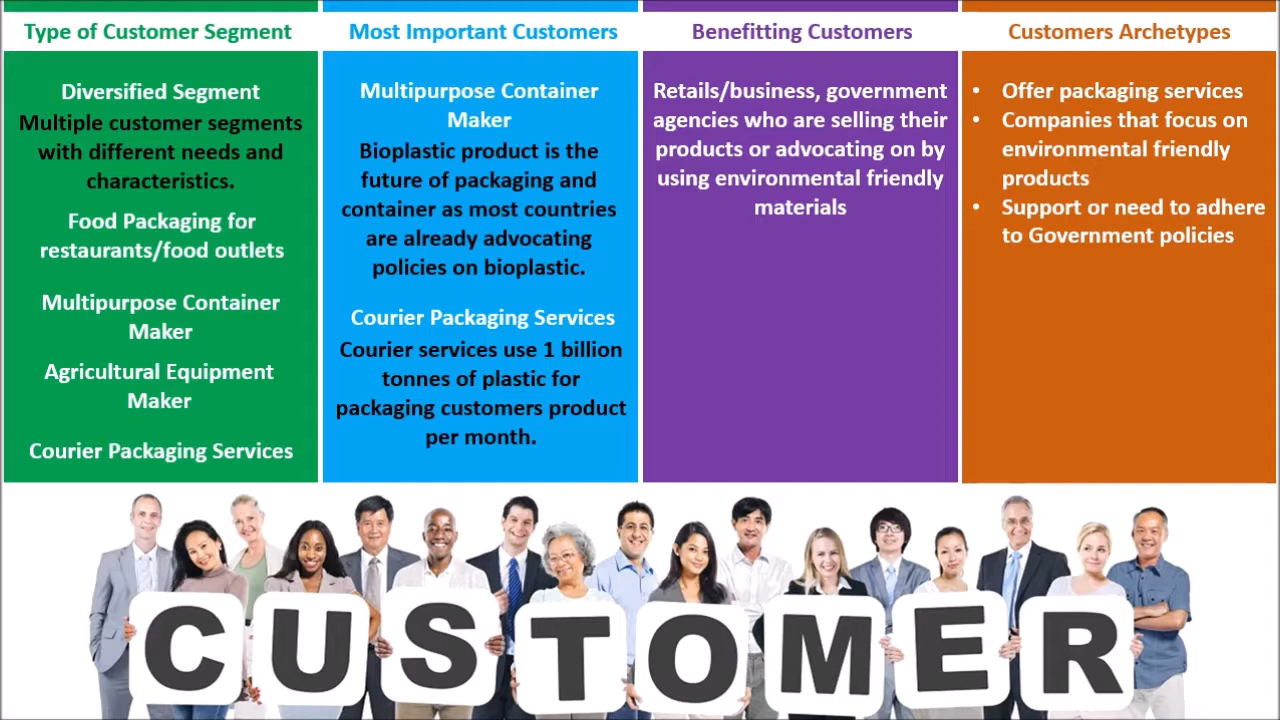 Type of Customer Segment
Diversified Segment
Multiple customer segments
with different needs and
characteristics.
Food Packaging for
restaurants/food outlets
Multipurpose Container
Maker
Agricultural Equipment
Maker
Courier Packaging Services
Most Important Customers
Multipurpose Container
Maker
Bioplastic product is the
future of packaging and
container as most countries
are already advocating
policies on bioplastic.
Courier Packaging Services
Courier services use 1 billion
tonnes of plastic for
packaging customers product
per month.
Benefitting Customers
Retails/business, government
agencies who are selling their
products or advocating on by
using environmental friendly
materials
Customers Archetypes
• Offer packaging services
• Companies that focus on
environmental friendly
products
• Support or need to adhere
to Government policies
CUSTOMER